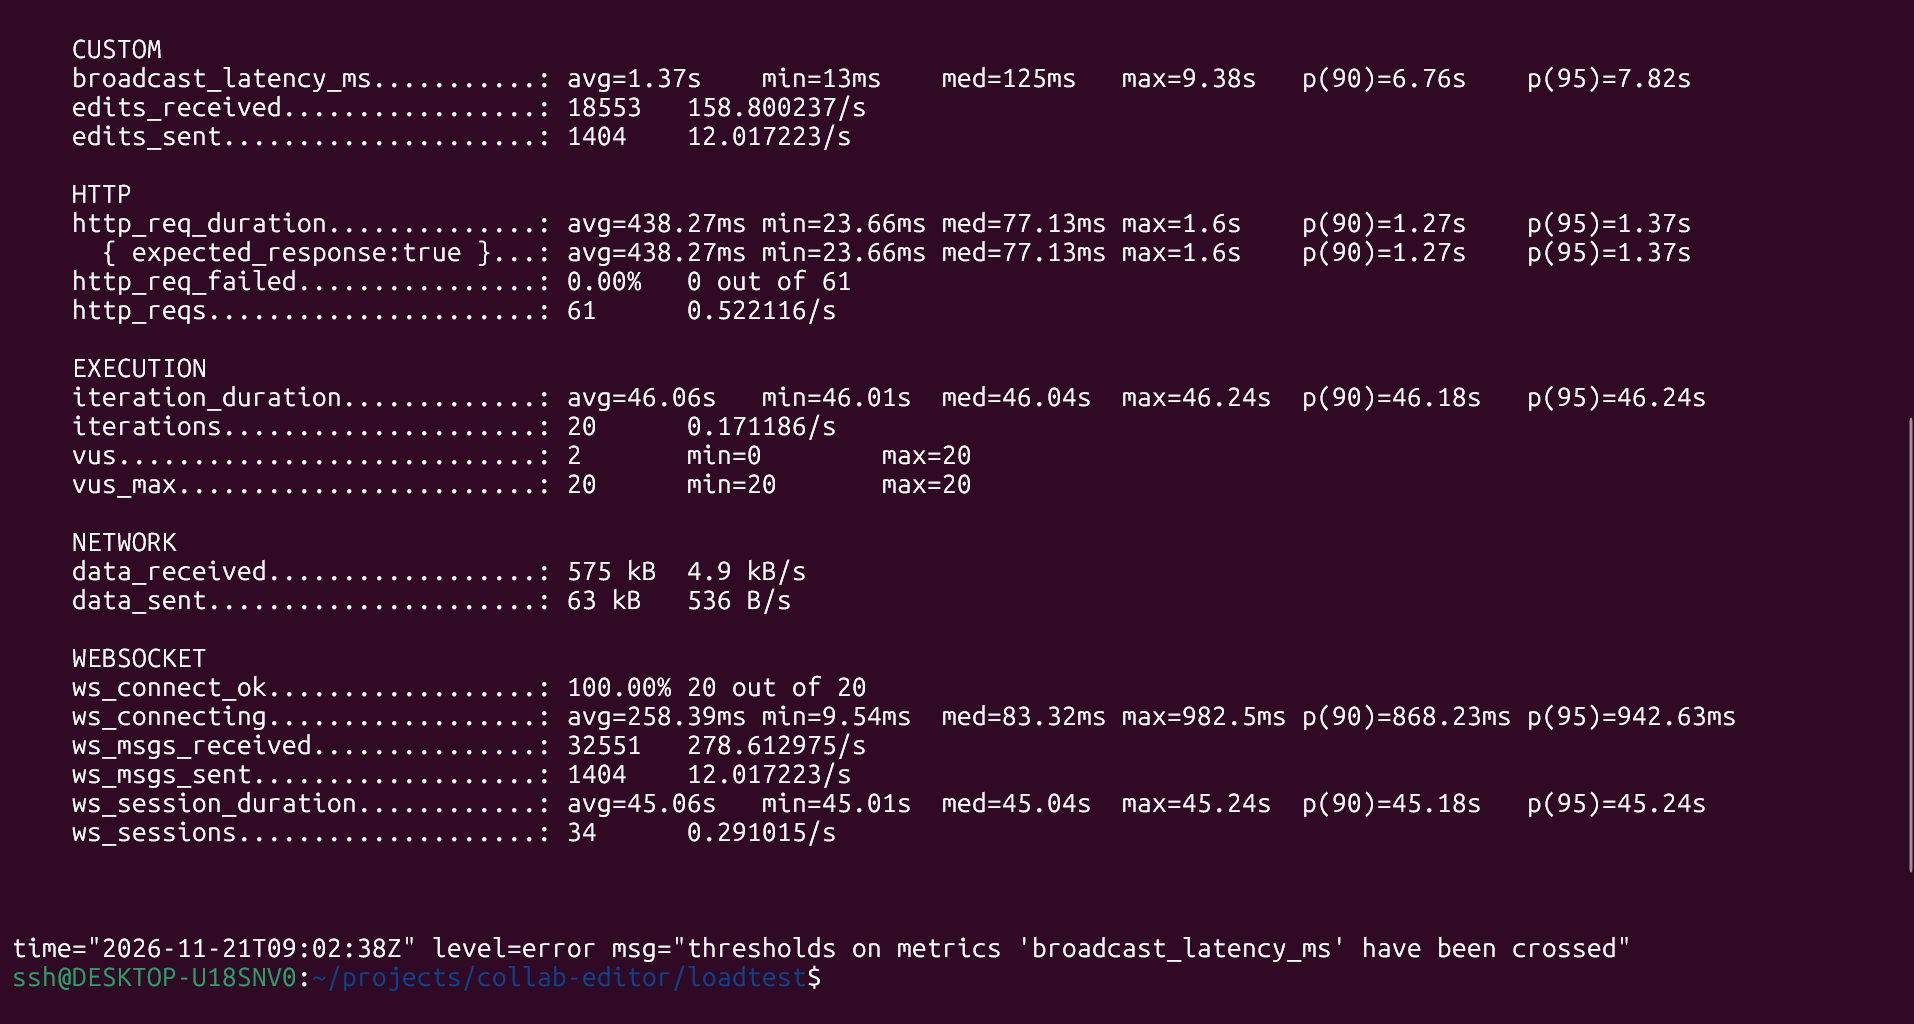 CUSTOM
broadcast_latency_ms...........: avg=1.37s    min=13ms    med=125ms   max=9.38s   p(90)=6.76s    p(95)=7.82s
edits_received.................: 18553   158.800237/s
edits_sent.....................: 1404    12.017223/s
HTTP
http_req_duration..............: avg=438.27ms min=23.66ms med=77.13ms max=1.6s    p(90)=1.27s    p(95)=1.37s
  { expected_response:true }...: avg=438.27ms min=23.66ms med=77.13ms max=1.6s    p(90)=1.27s    p(95)=1.37s
http_req_failed................: 0.00%   0 out of 61
http_reqs......................: 61      0.522116/s
EXECUTION
iteration_duration.............: avg=46.06s   min=46.01s  med=46.04s  max=46.24s  p(90)=46.18s   p(95)=46.24s
iterations.....................: 20      0.171186/s
vus............................: 2       min=0        max=20
vus_max........................: 20      min=20       max=20
NETWORK
data_received..................: 575 kB  4.9 kB/s
data_sent......................: 63 kB   536 B/s
WEBSOCKET
ws_connect_ok..................: 100.00% 20 out of 20
ws_connecting..................: avg=258.39ms min=9.54ms  med=83.32ms max=982.5ms p(90)=868.23ms p(95)=942.63ms
ws_msgs_received...............: 32551   278.612975/s
ws_msgs_sent...................: 1404    12.017223/s
ws_session_duration............: avg=45.06s   min=45.01s  med=45.04s  max=45.24s  p(90)=45.18s   p(95)=45.24s
ws_sessions....................: 34      0.291015/s
time="2026-11-21T09:02:38Z" level=error msg="thresholds on metrics 'broadcast_latency_ms' have been crossed"
ssh@DESKTOP-U18SNV0:~/projects/collab-editor/loadtest$